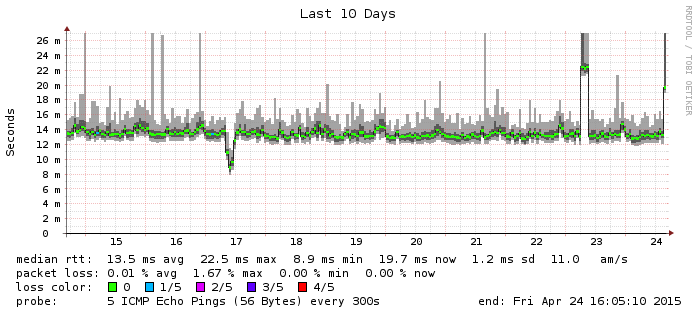 Last 10 Days
RRDTOOL / TOBI OETIKER
Seconds
26 m
24 m
22 m
20 m
18 m
16 m
14 m
12 m
10 m
8 m
6 m
4 m
2 m
0
15 16 17 18 19 20 21 22 23 24
median rtt: 13.5 ms avg 22.5 ms max 8.9 ms min 19.7 ms now 1.2 ms sd 11.0 am/s
packet loss: 0.01 % avg 1.67 % max 0.00 % min 0.00 % now
loss color: 0 1/5 2/5 3/5 4/5
probe: 5 ICMP Echo Pings (56 Bytes) every 300s end: Fri Apr 24 16:05:10 2015